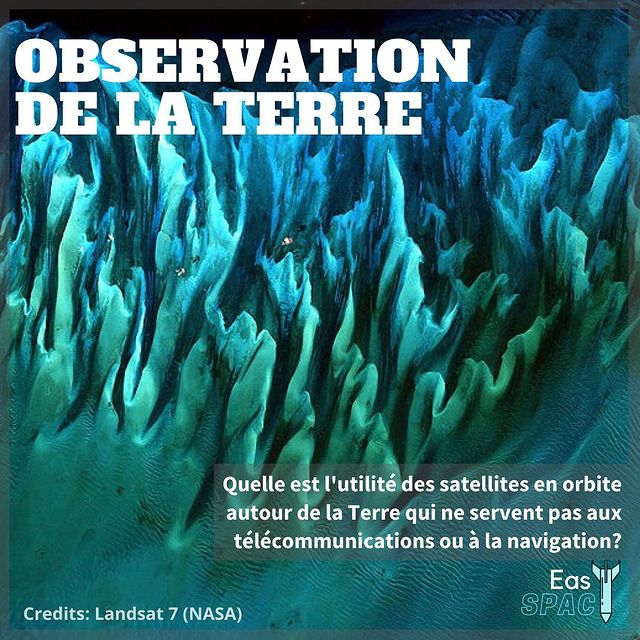 OBSERVATION
DE LA TERRE
Quelle est l'utilité des satellites en orbite
autour de la Terre qui ne servent pas aux
télécommunications ou à la navigation?
Eas
SPAC
Credits: Landsat 7 (NASA)